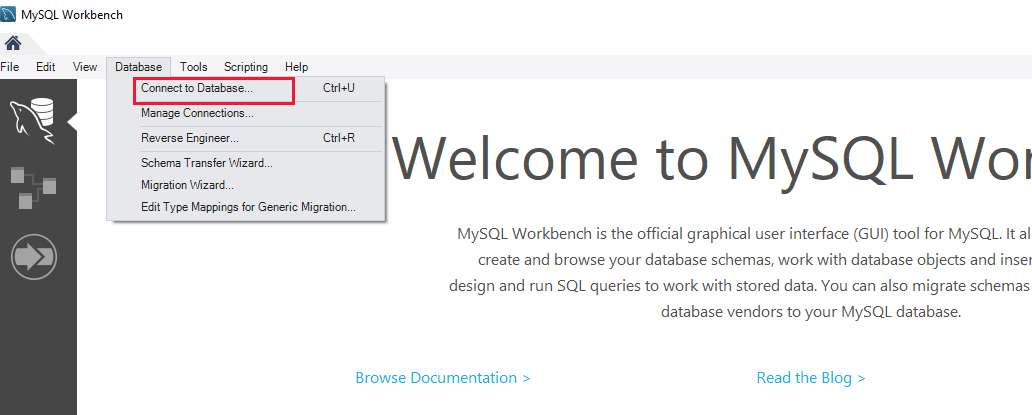 MySQL Workbench
File Edit View Database Tools Scripting Help
Connect to Database... Ctrl+U
Manage Connections...
Reverse Engineer... Ctrl+R
Schema Transfer Wizard...
Migration Wizard...
Edit Type Mappings for Generic Migration...
Welcome to MySQL Wor
MySQL Workbench is the official graphical user interface (GUI) tool for MySQL. It al
create and browse your database schemas, work with database objects and inser
design and run SQL queries to work with stored data. You can also migrate schemas
database vendors to your MySQL database.
Browse Documentation > Read the Blog >